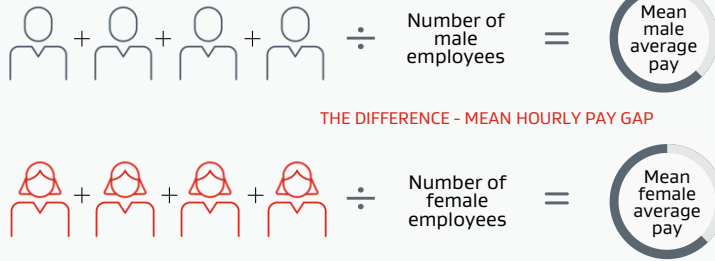 + + + ÷ Number of male employees = Mean male average pay
THE DIFFERENCE - MEAN HOURLY PAY GAP
+ + + ÷ Number of female employees = Mean female average pay